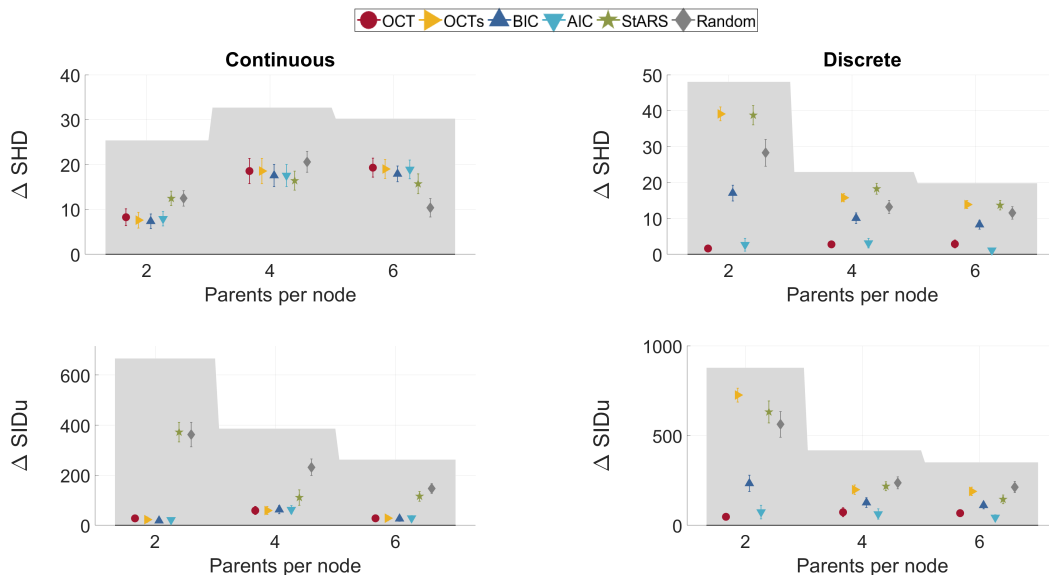 OCT OCTs BIC AIC StARS Random
Continuous
40
30
20
10
0
Δ SHD
2 4 6
Parents per node
Discrete
50
40
30
20
10
0
Δ SHD
2 4 6
Parents per node
600
400
200
0
Δ SIDu
2 4 6
Parents per node
1000
500
0
Δ SIDu
2 4 6
Parents per node